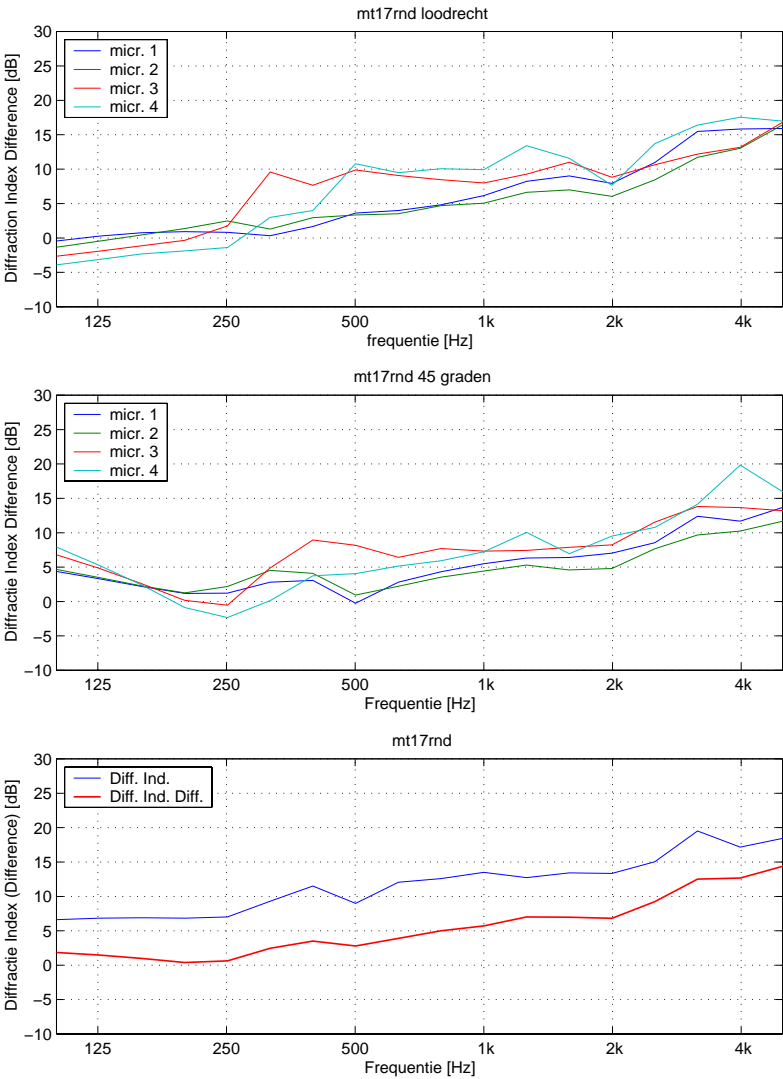 mt17rnd loodrecht
Diffraction Index Difference [dB]
30
25
20
15
10
5
0
−5
−10
micr. 1
micr. 2
micr. 3
micr. 4
125 250 500 1k 2k 4k
frequentie [Hz]
mt17rnd 45 graden
Diffractie Index Difference [dB]
30
25
20
15
10
5
0
−5
−10
micr. 1
micr. 2
micr. 3
micr. 4
125 250 500 1k 2k 4k
Frequentie [Hz]
mt17rnd
Diffractie Index (Difference) [dB]
30
25
20
15
10
5
0
−5
−10
Diff. Ind.
Diff. Ind. Diff.
125 250 500 1k 2k 4k
Frequentie [Hz]